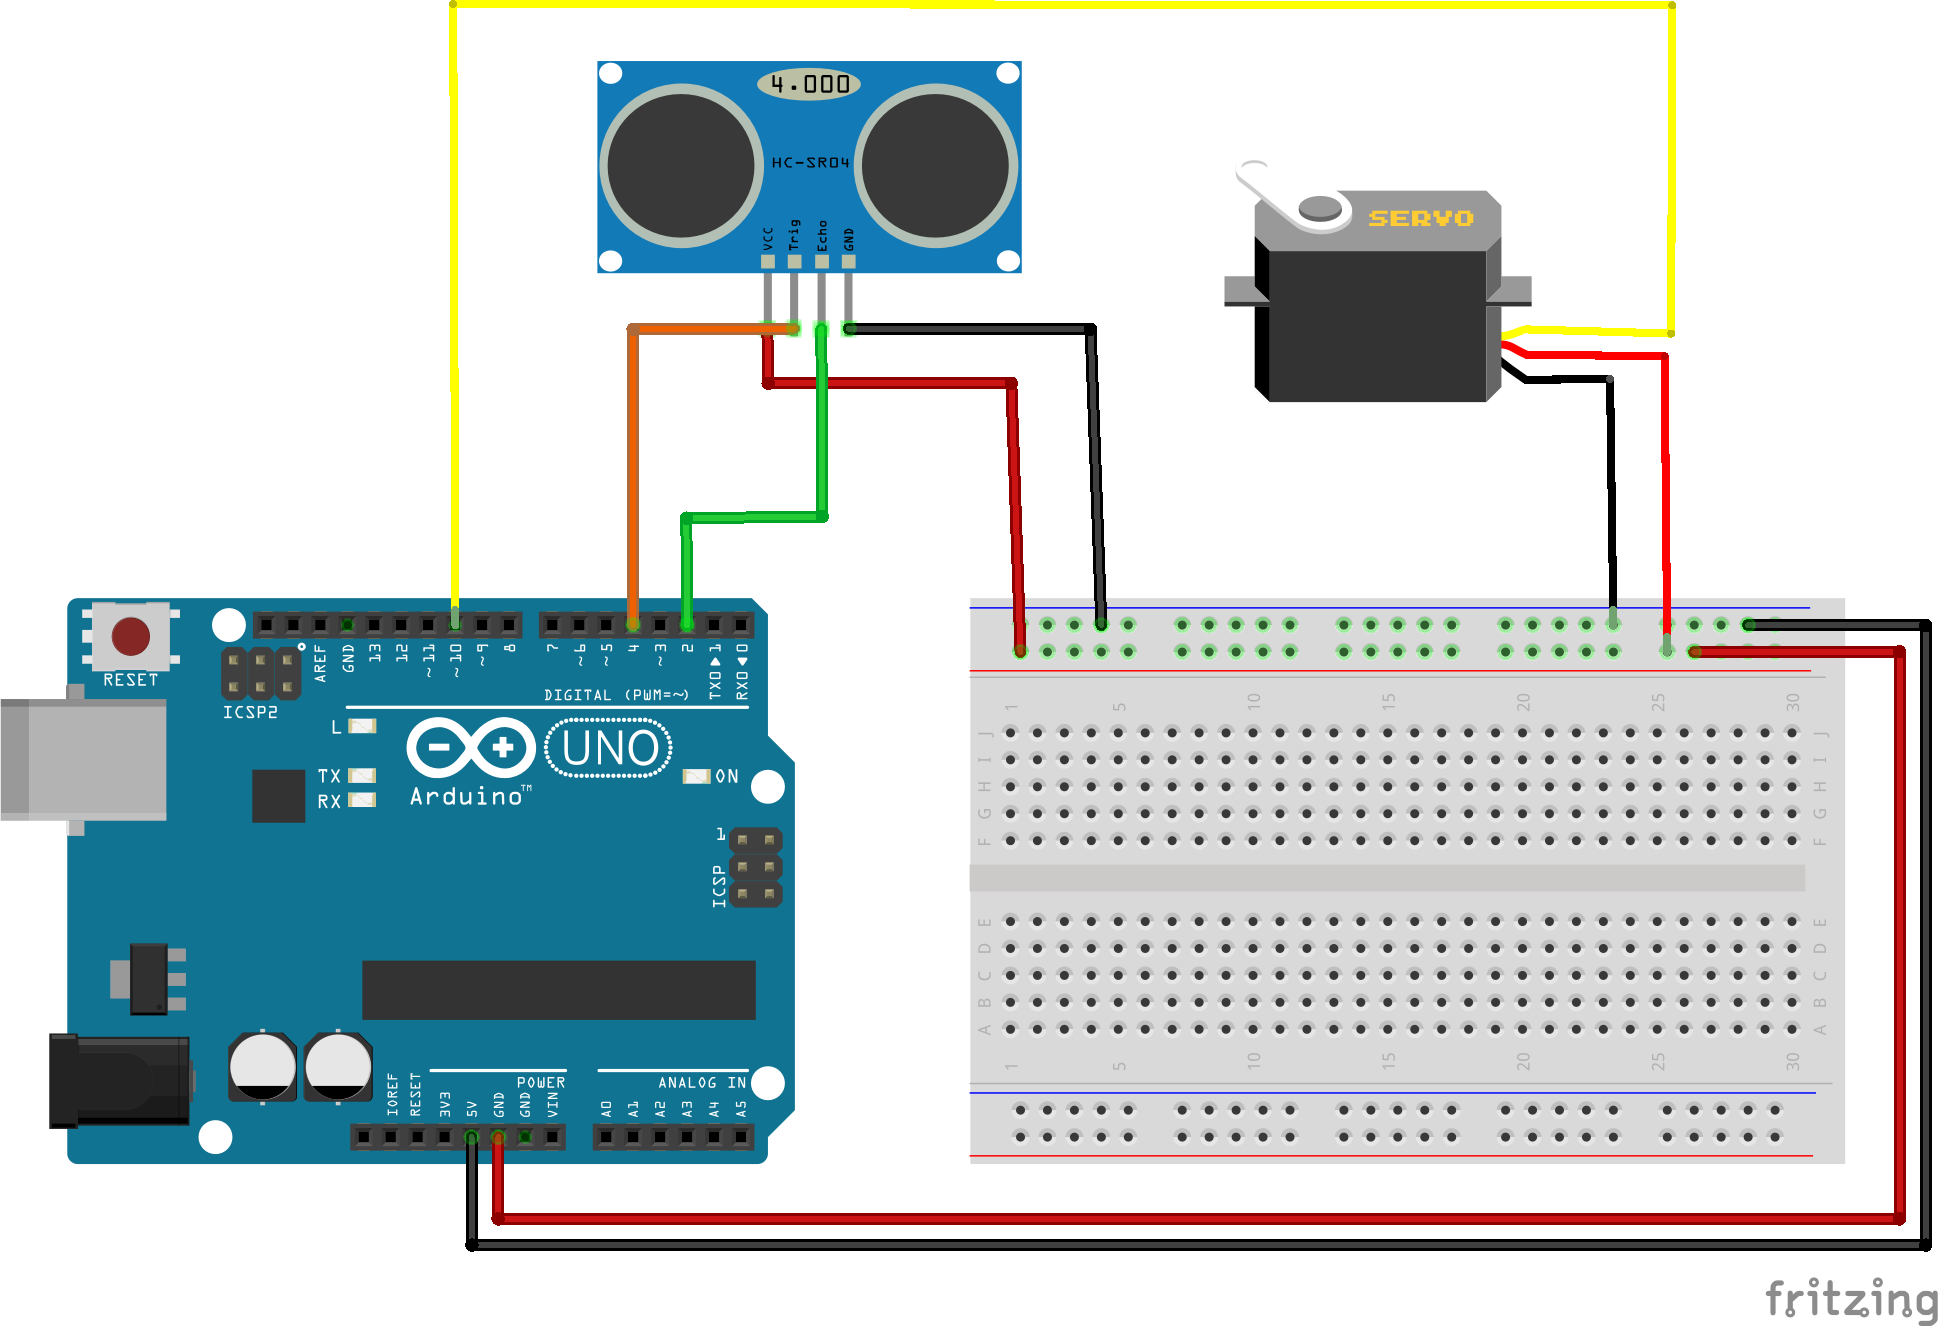 4.000
HC-SR04
VCC
Trig
Echo
GND
SERVO
RESET
ICSP2
AREF
GND
13
12
~11
~10
~9
8
7
~6
~5
4
~3
2
TX0▶1
RX0◀0
DIGITAL (PWM=~)
L
TX
RX
UNO
Arduino™
ON
1
ICSP
IOREF
RESET
3V3
5V
GND
GND
VIN
POWER
A0
A1
A2
A3
A4
A5
ANALOG IN
1 5 10 15 20 25 30
J J
I I
H H
G G
F F
E E
D D
C C
B B
A A
1 5 10 15 20 25 30
fritzing